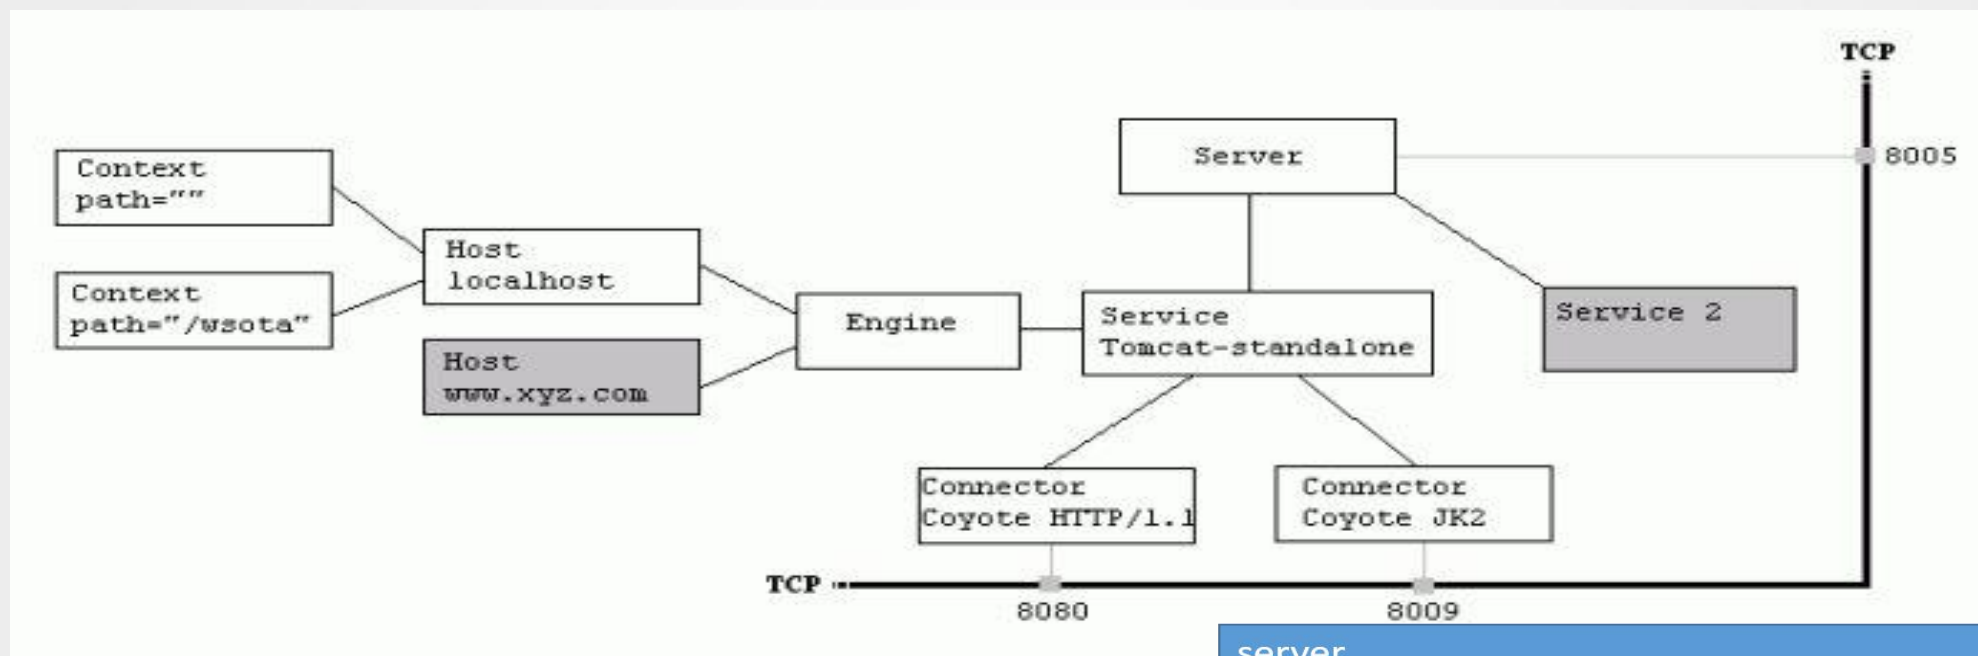 TCP
Server
8005
Context
path=""
Host
localhost
Context
path="/wsota"
Engine
Service
Tomcat-standalone
Service 2
Host
www.xyz.com
Connector
Coyote HTTP/1.1
Connector
Coyote JK2
TCP
8080
8009
server